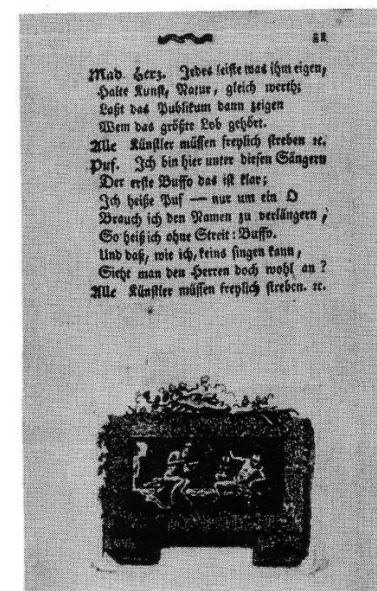 32
Mad. Herz. Jedes leiste was ihm eigen,
Halte Kunst, Natur, gleich werth;
Laßt das Publikum dann zeigen
Wem das größte Lob gehört.
Alle Künstler müssen freylich streben ꝛc.
Puf. Ich bin hier unter diesen Sängern
Der erste Buffo das ist klar;
Ich heiße Puf — nur um ein O
Brauch ich den Namen zu verlängern,
So heiß ich ohne Streit: Buffo.
Und daß, wie ich, keins singen kann,
Sieht man den Herren doch wohl an?
Alle Künstler müssen freylich streben. ꝛc.